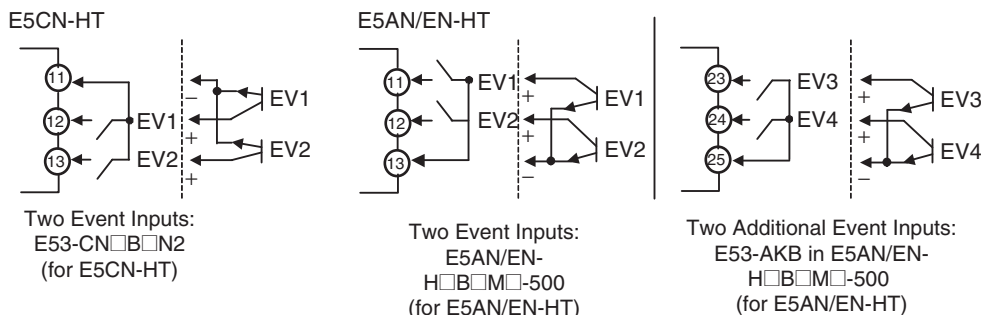 E5CN-HT
11
12
13
EV1
EV2
−
+
+
EV1
EV2
Two Event Inputs:
E53-CN□B□N2
(for E5CN-HT)
E5AN/EN-HT
11
12
13
EV1
EV2
+
+
−
EV1
EV2
Two Event Inputs:
E5AN/EN-
H□B□M□-500
(for E5AN/EN-HT)
23
24
25
EV3
EV4
+
+
−
EV3
EV4
Two Additional Event Inputs:
E53-AKB in E5AN/EN-
H□B□M□-500
(for E5AN/EN-HT)